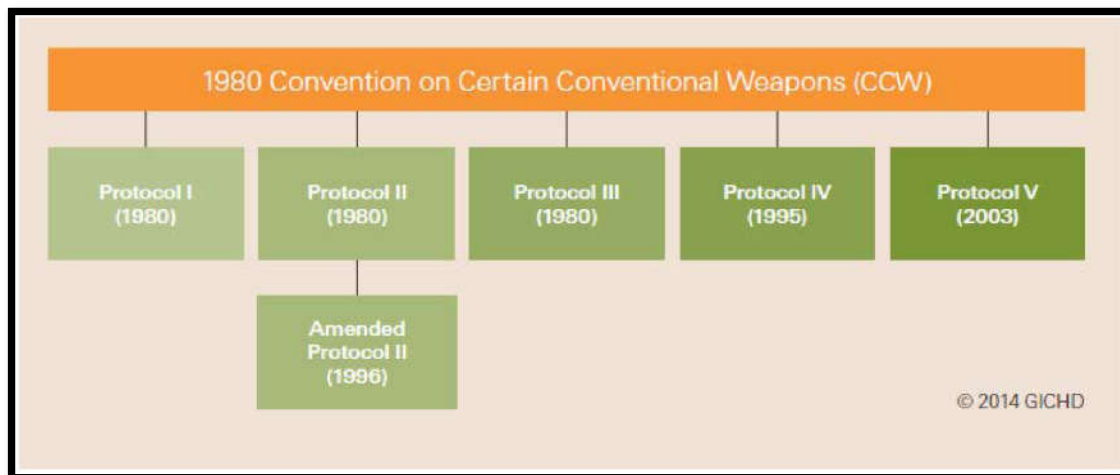 1980 Convention on Certain Conventional Weapons (CCW)
Protocol I
(1980)
Protocol II
(1980)
Protocol III
(1980)
Protocol IV
(1995)
Protocol V
(2003)
Amended
Protocol II
(1996)
© 2014 GICHD